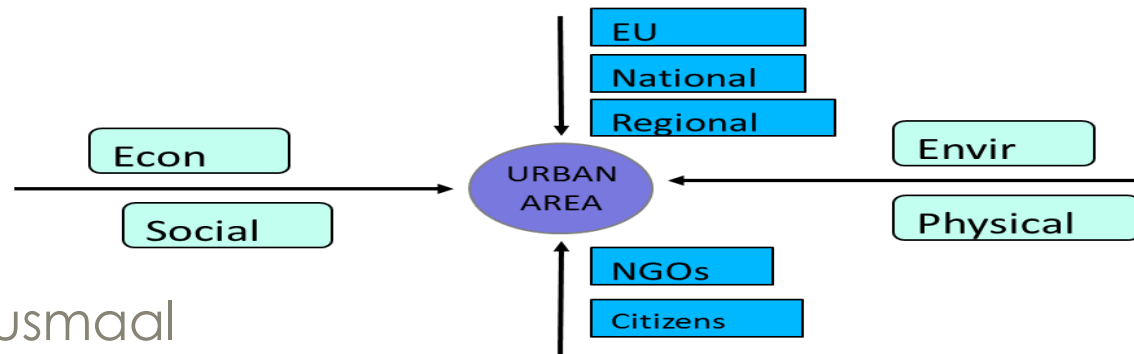 EU
National
Regional
Econ
Social
URBAN
AREA
Envir
Physical
NGOs
Citizens